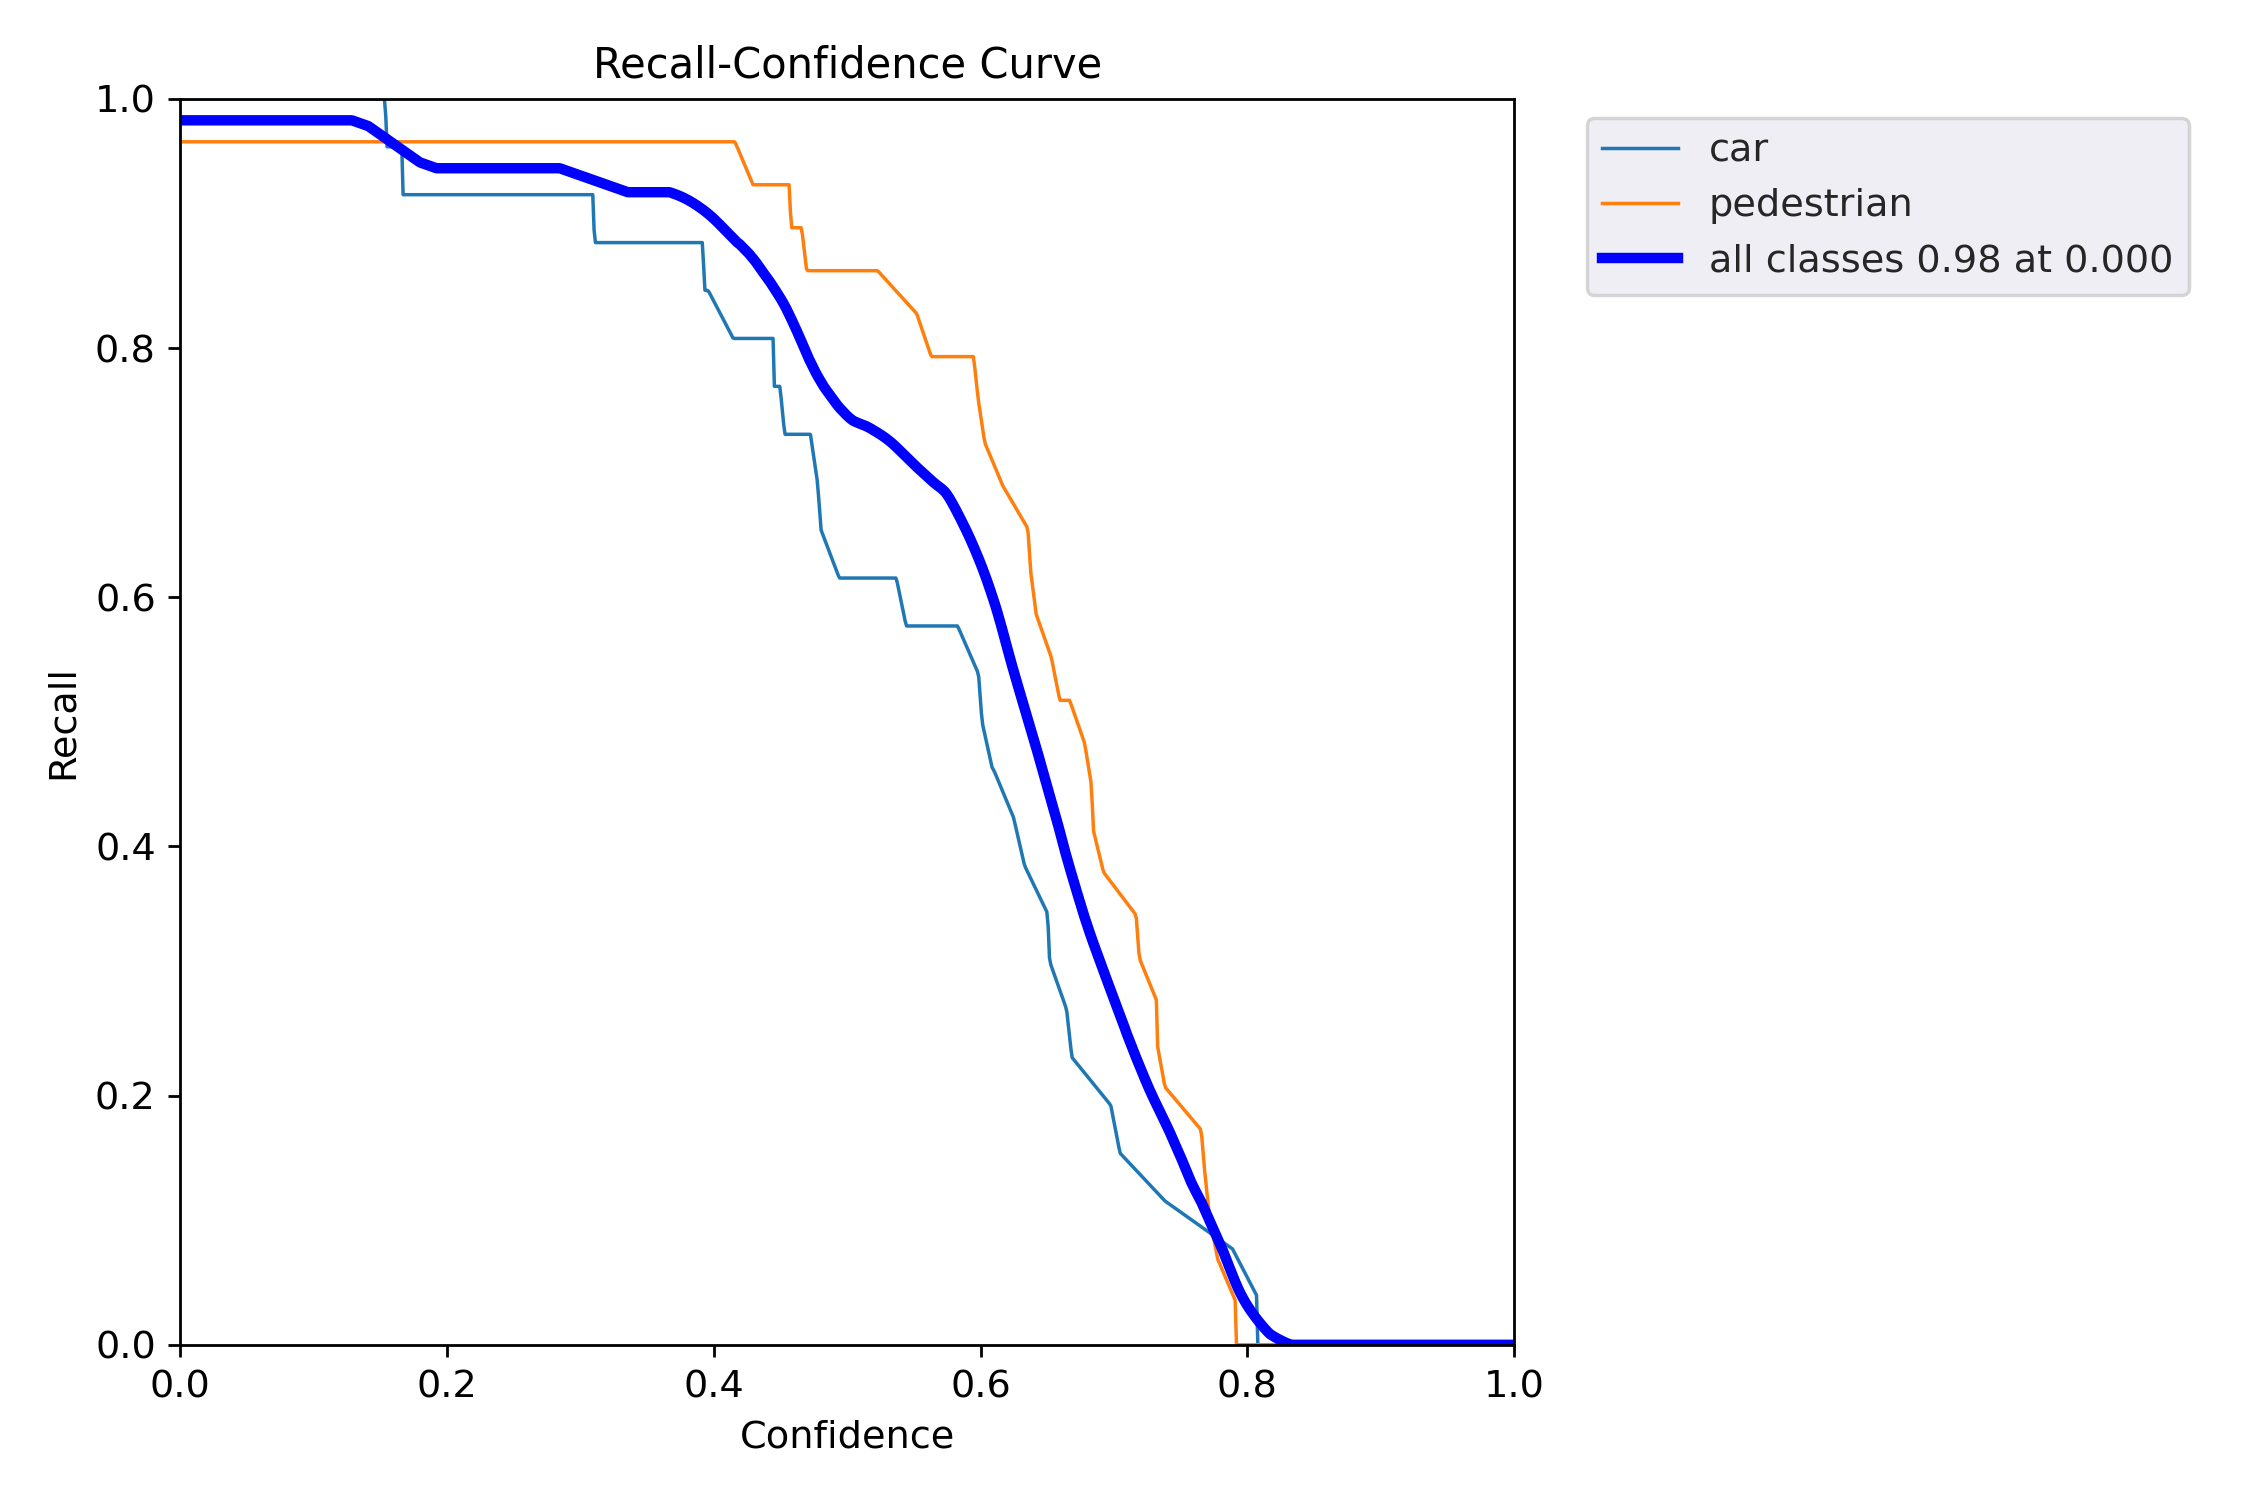 Recall-Confidence Curve
1.0
0.8
0.6
0.4
0.2
0.0
Recall
0.0 0.2 0.4 0.6 0.8 1.0
Confidence
car
pedestrian
all classes 0.98 at 0.000